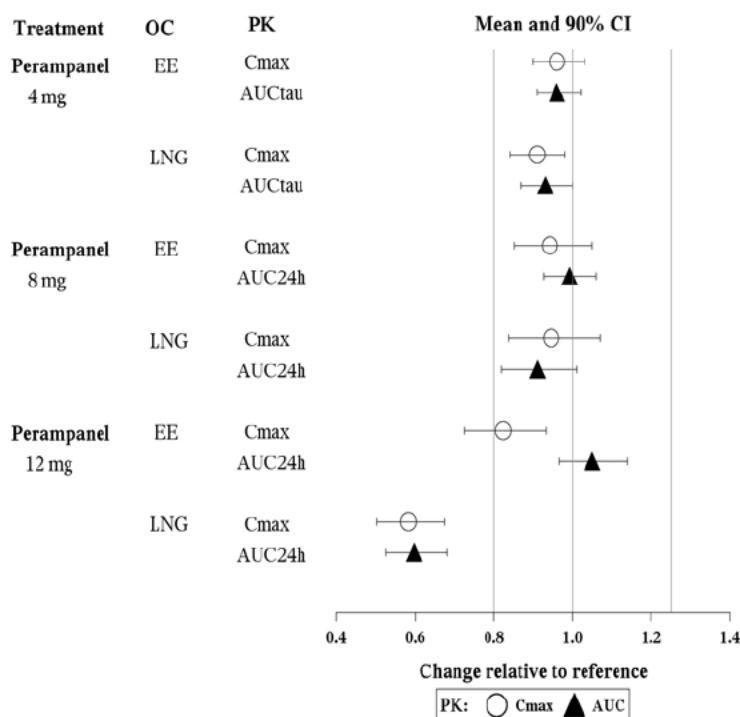 Treatment OC PK Mean and 90% CI
Perampanel EE Cmax
4 mg AUCtau
LNG Cmax
AUCtau
Perampanel EE Cmax
8 mg AUC24h
LNG Cmax
AUC24h
Perampanel EE Cmax
12 mg AUC24h
LNG Cmax
AUC24h
0.4 0.6 0.8 1.0 1.2 1.4
Change relative to reference
PK: Cmax AUC